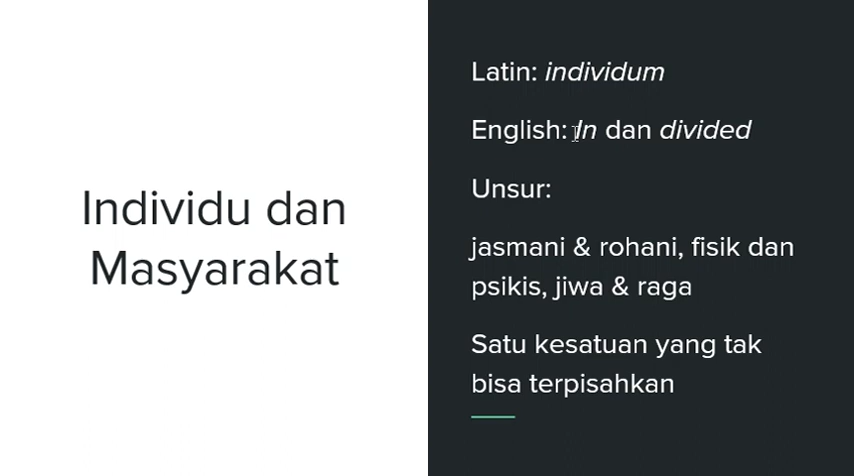 Individu dan
Masyarakat
Latin: individum
English: In dan divided
Unsur:
jasmani & rohani, fisik dan
psikis, jiwa & raga
Satu kesatuan yang tak
bisa terpisahkan